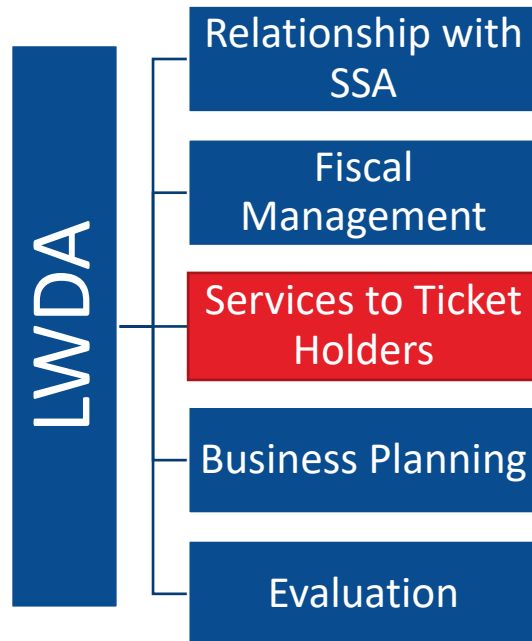 LWDA
Relationship with
SSA
Fiscal
Management
Services to Ticket
Holders
Business Planning
Evaluation